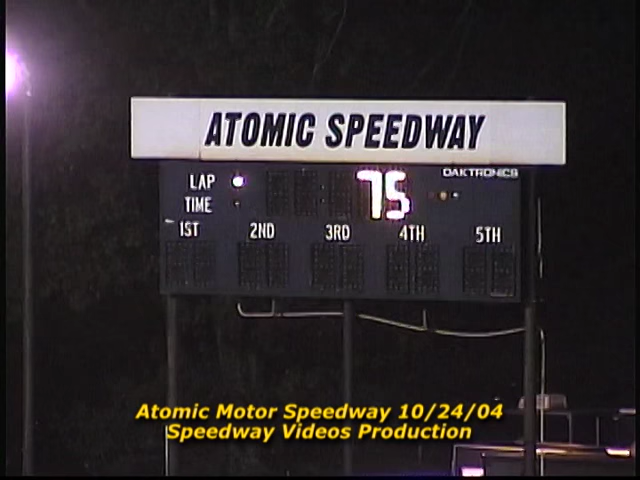 ATOMIC SPEEDWAY
OAKTRONICS
LAP 75
TIME
1ST 2ND 3RD 4TH 5TH
Atomic Motor Speedway 10/24/04
Speedway Videos Production